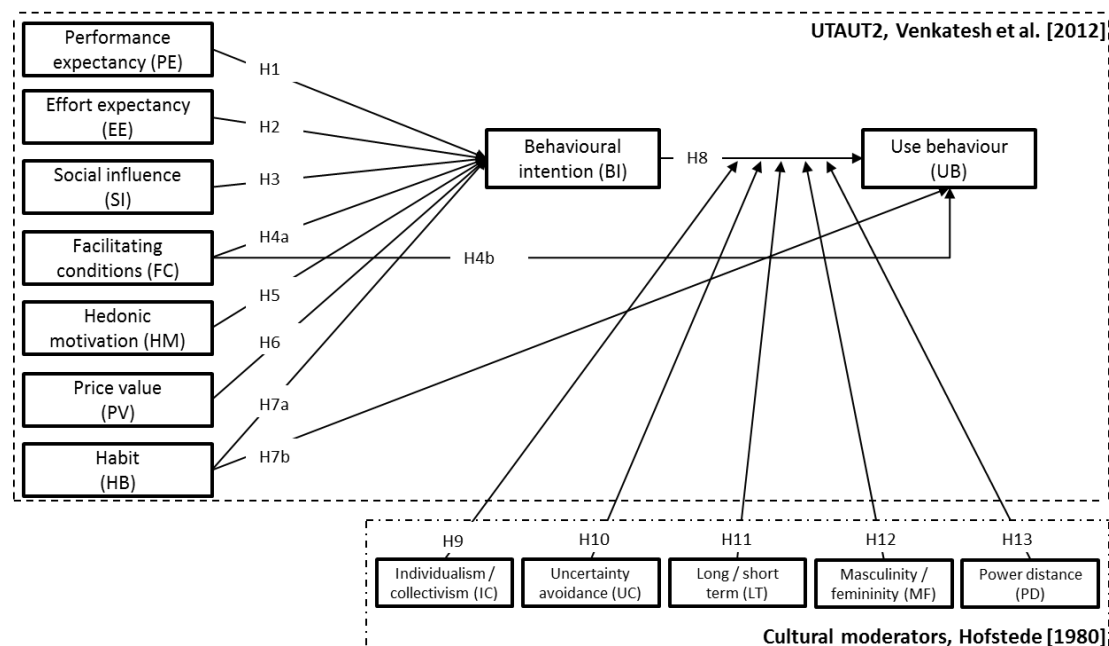 UTAUT2, Venkatesh et al. [2012]
Performance
expectancy (PE)
H1
Effort expectancy
(EE)
H2
Social influence
(SI)
H3
Facilitating
conditions (FC)
H4a
H4b
Hedonic
motivation (HM)
H5
Price value
(PV)
H6
Habit
(HB)
H7a
H7b
Behavioural
intention (BI)
H8
Use behaviour
(UB)
H9
Individualism /
collectivism (IC)
H10
Uncertainty
avoidance (UC)
H11
Long / short
term (LT)
H12
Masculinity /
femininity (MF)
H13
Power distance
(PD)
Cultural moderators, Hofstede [1980]